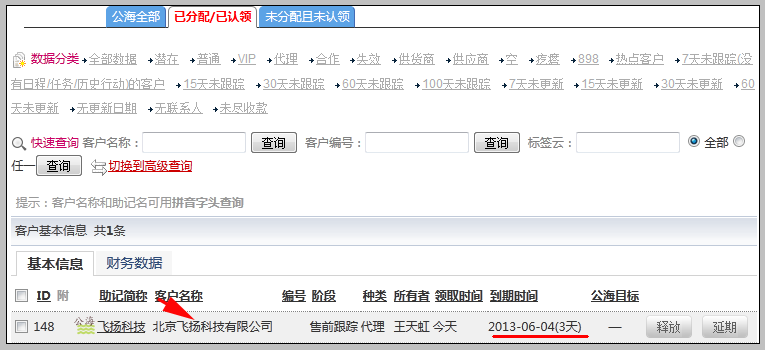 公海全部 已分配/已认领 未分配且未认领
数据分类 全部数据 潜在 普通 VIP 代理 合作 失效 供货商 供应商 空 疙瘩 898 热点客户 7天未跟踪(没
有日程/任务/历史行动)的客户 15天未跟踪 30天未跟踪 60天未跟踪 100天未跟踪 7天未更新 15天未更新 30天未更新 60
天未更新 无更新日期 无联系人 未尽收款
快速查询 客户名称： 查询 客户编号： 查询 标签云： 全部
任一 查询 切换到高级查询
提示：客户名称和助记名可用拼音字头查询
客户基本信息 共1条
基本信息 财务数据
ID 附 助记简称 客户名称 编号 阶段 种类 所有者 领取时间 到期时间 公海目标
148 公海 飞扬科技 北京飞扬科技有限公司 售前跟踪 代理 王天虹 今天 2013-06-04(3天) — 释放 延期